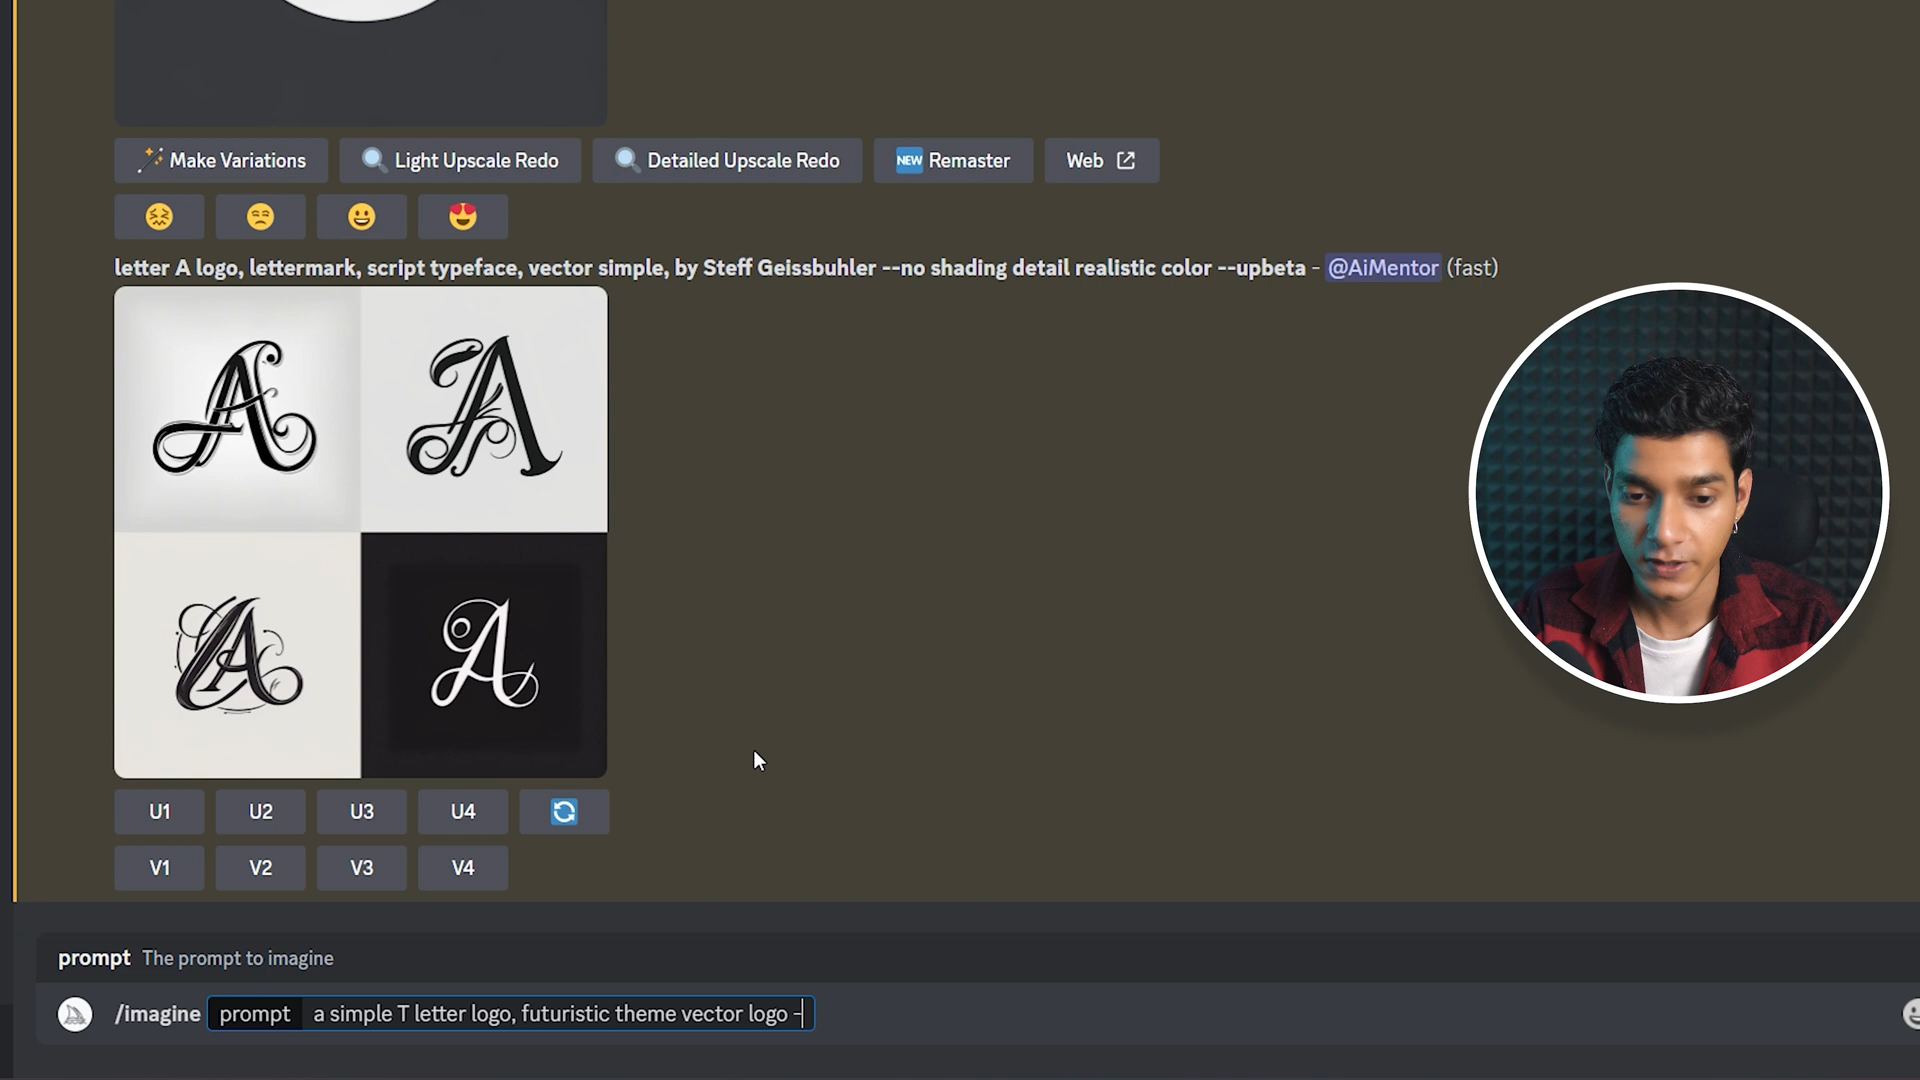 Make Variations
Light Upscale Redo
Detailed Upscale Redo
NEW Remaster
Web
letter A logo, lettermark, script typeface, vector simple, by Steff Geissbuhler --no shading detail realistic color --upbeta - @AiMentor (fast)
A A
A A
U1 U2 U3 U4
V1 V2 V3 V4
prompt The prompt to imagine
/imagine prompt a simple T letter logo, futuristic theme vector logo -